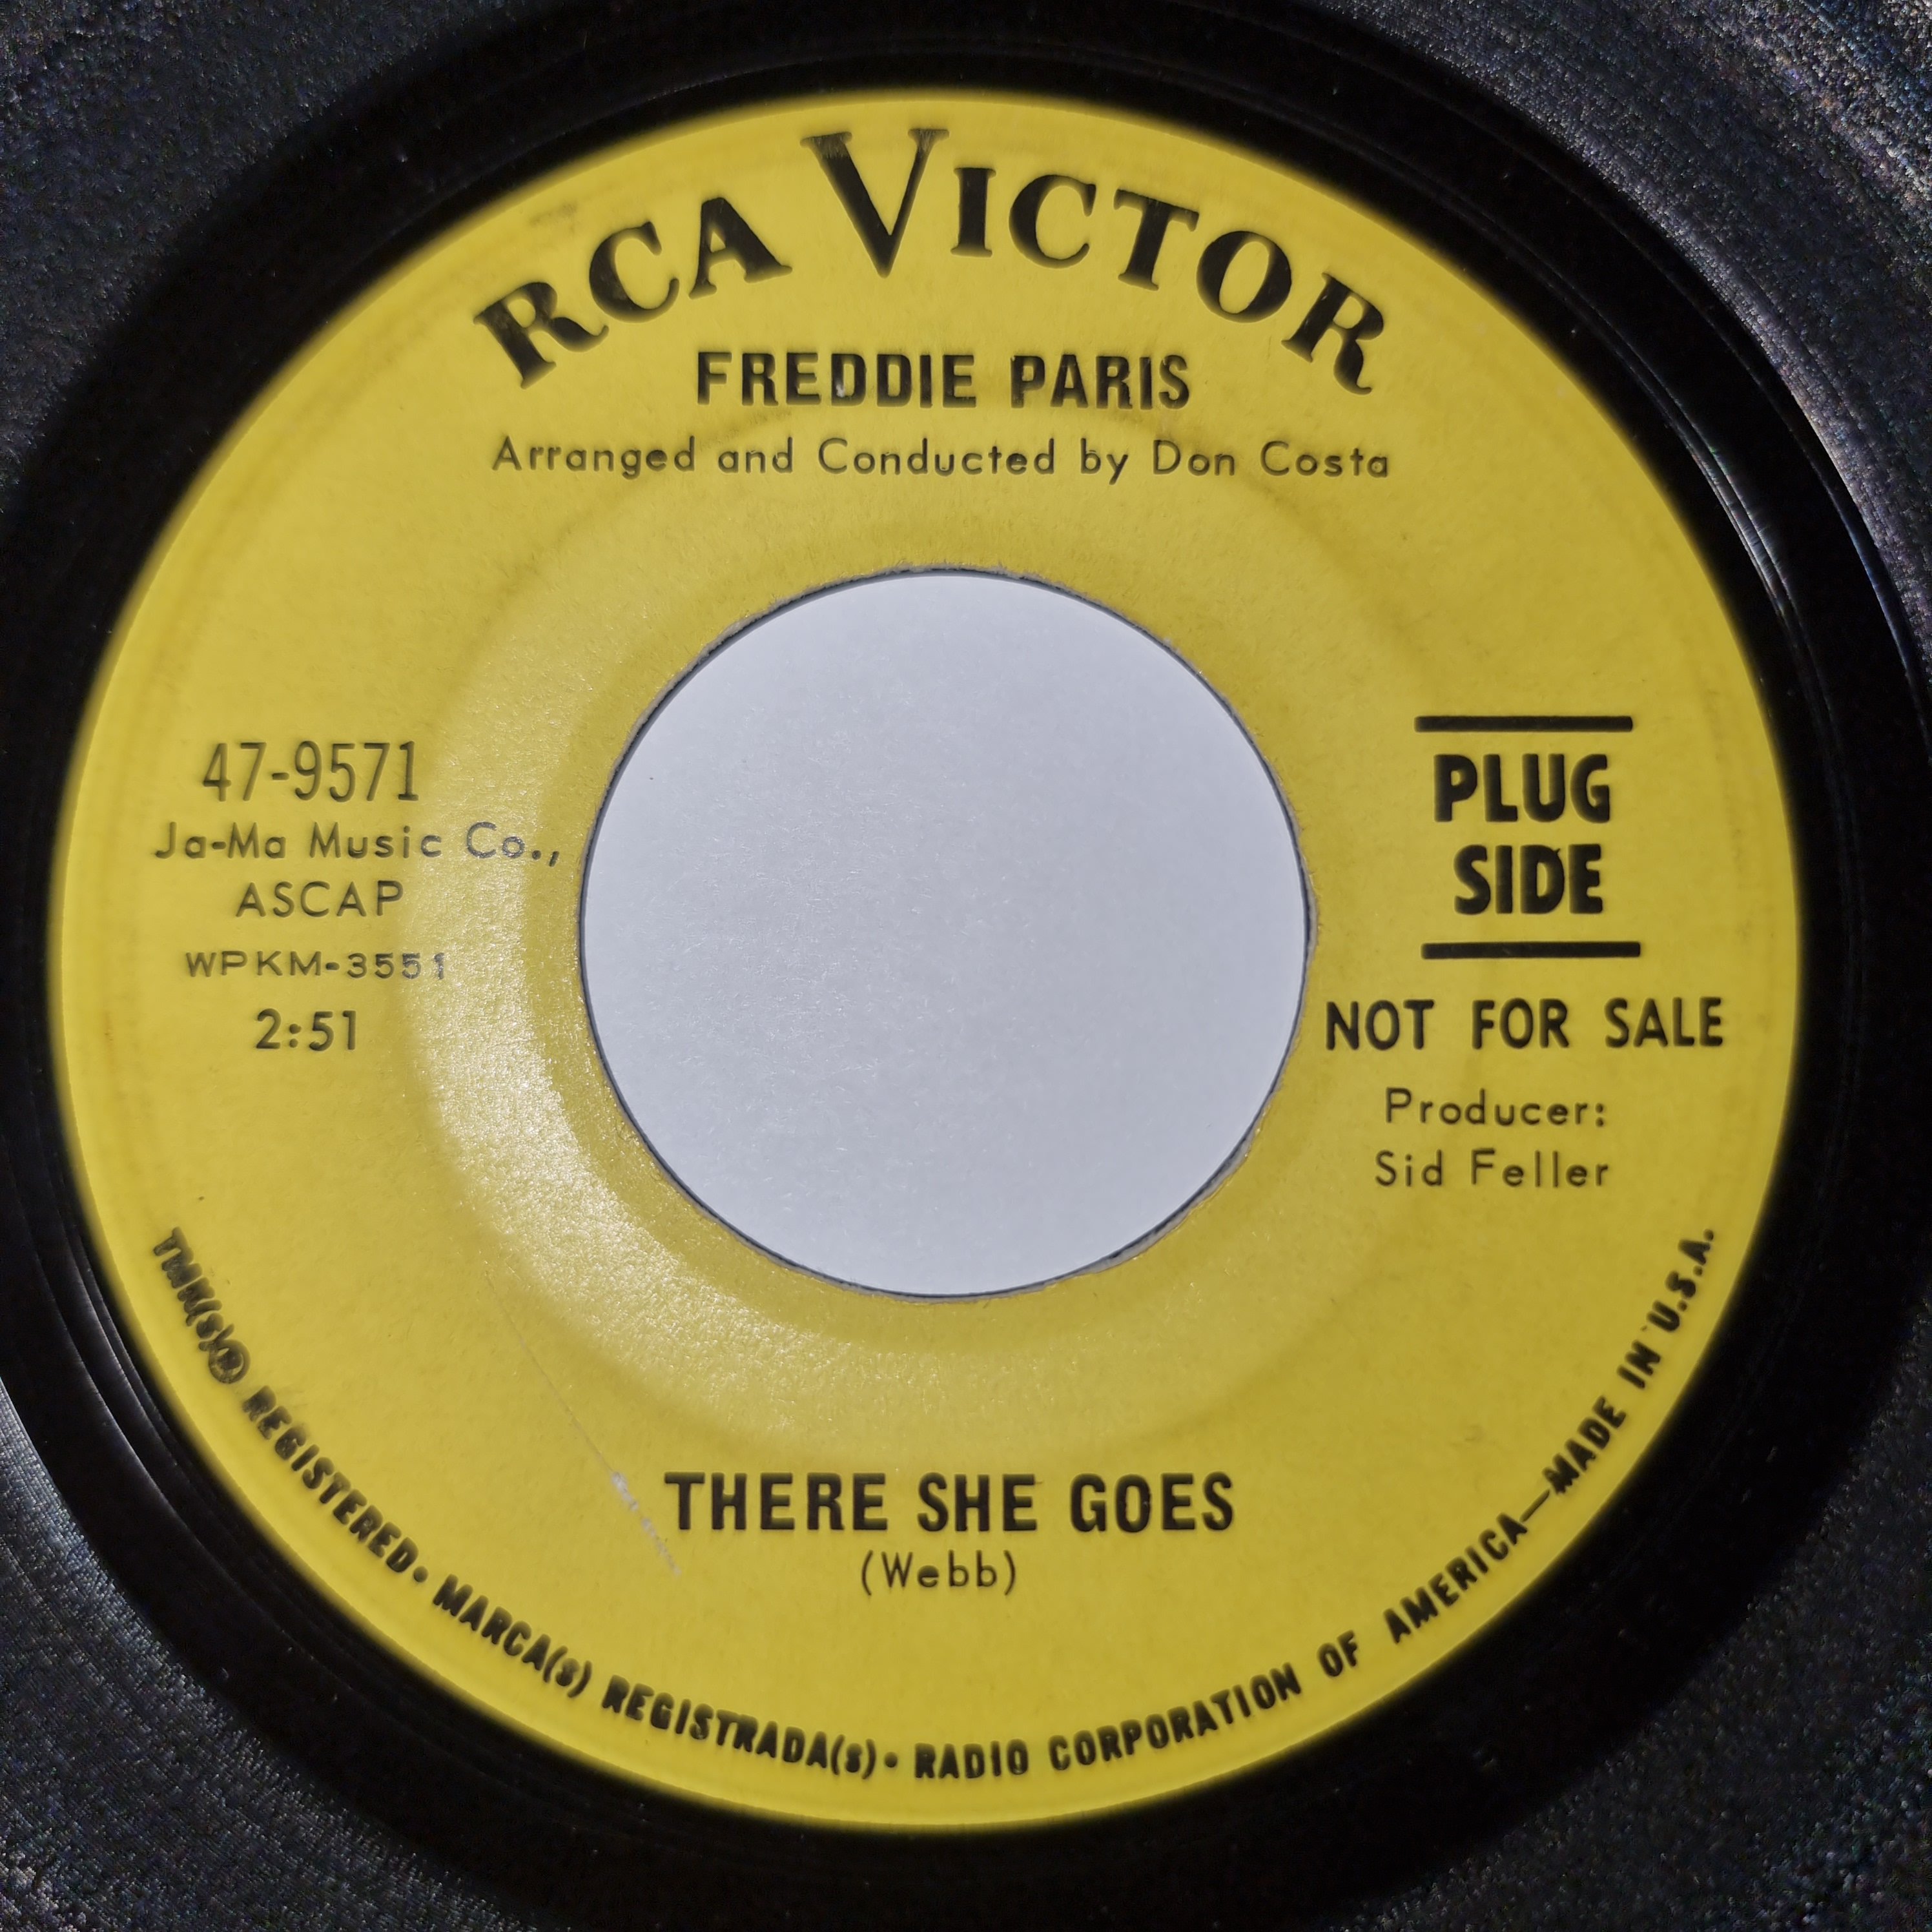 RCA VICTOR
FREDDIE PARIS
Arranged and Conducted by Don Costa
47-9571
Ja-Ma Music Co.,
ASCAP
WPKM-3551
2:51
PLUG
SIDE
NOT FOR SALE
Producer:
Sid Feller
THERE SHE GOES
(Webb)
TMK(s)® REGISTERED • MARCA(s) REGISTRADA(s) • RADIO CORPORATION OF AMERICA—MADE IN U.S.A.